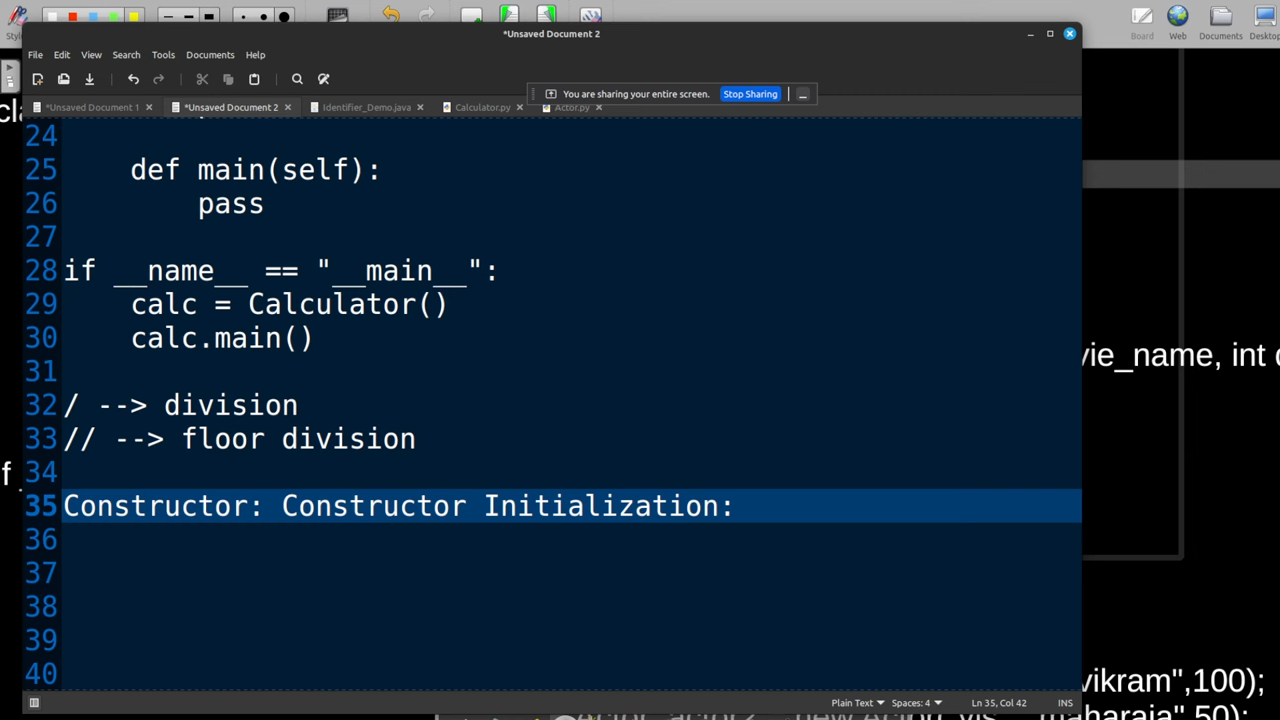 Style
Board
Web
Documents
Desktop
*Unsaved Document 2
File Edit View Search Tools Documents Help
You are sharing your entire screen. Stop Sharing
*Unsaved Document 1
*Unsaved Document 2
Identifier_Demo.java
Calculator.py
Actor.py
24
25 def main(self):
26 pass
27
28 if __name__ == "__main__":
29 calc = Calculator()
30 calc.main()
31
32 / --> division
33 // --> floor division
34
35 Constructor: Constructor Initialization:
36
37
38
39
40
vie_name, int
vikram",100);
Plain Text Spaces: 4 Ln 35, Col 42 INS